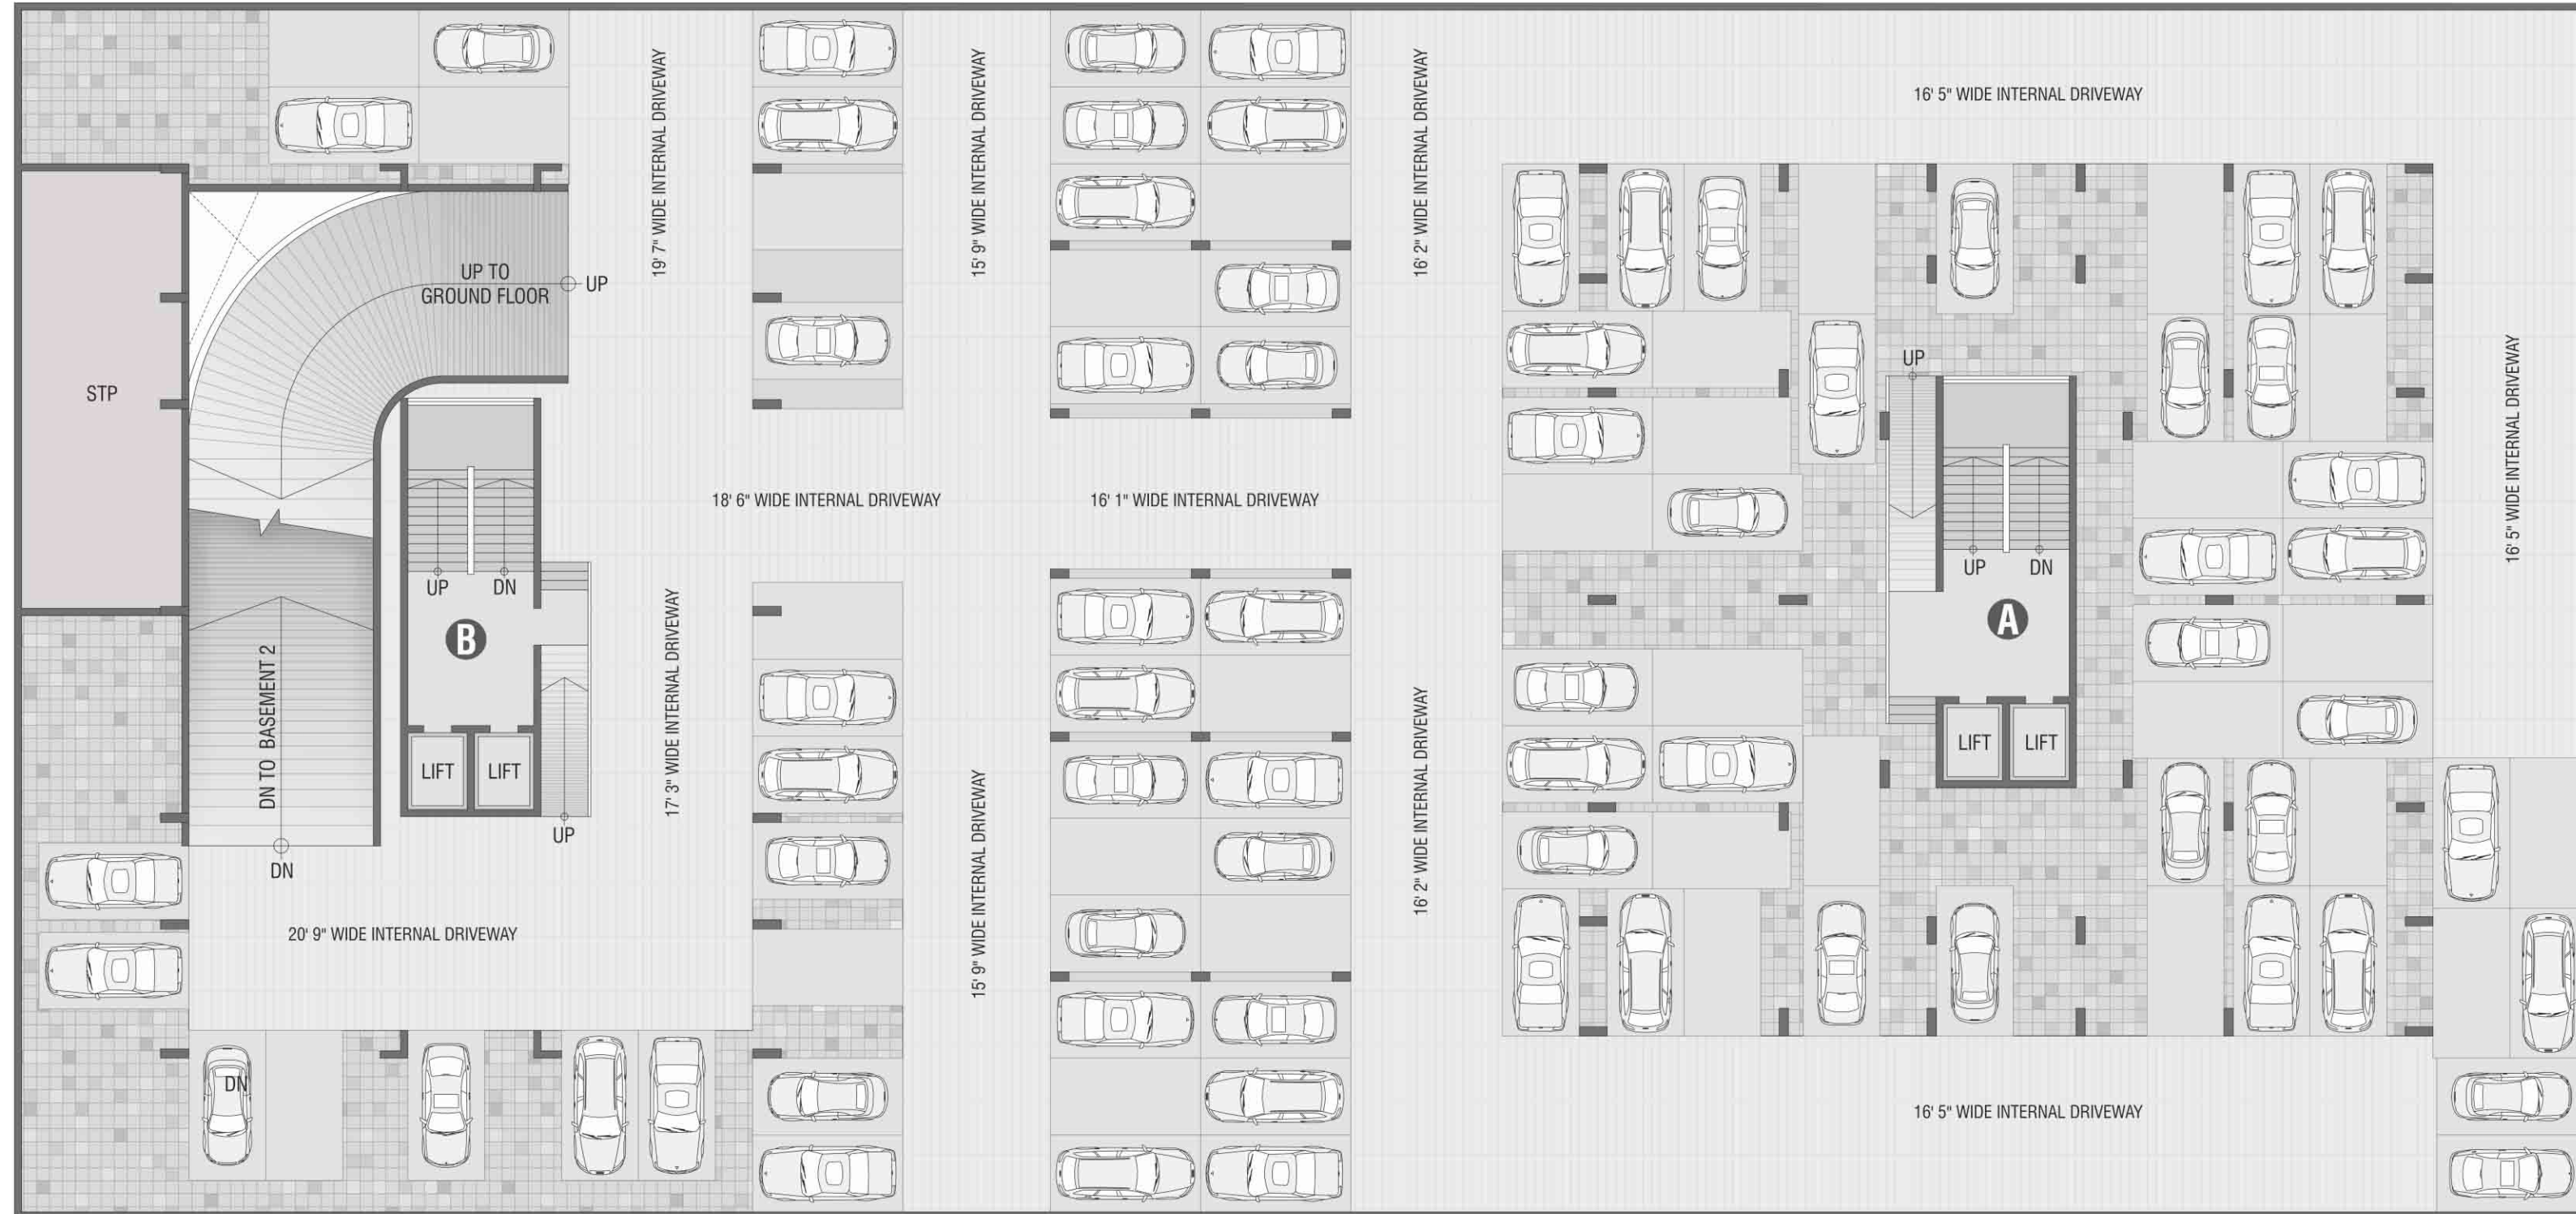 19' 7" WIDE INTERNAL DRIVEWAY
15' 9" WIDE INTERNAL DRIVEWAY
16' 2" WIDE INTERNAL DRIVEWAY
16' 5" WIDE INTERNAL DRIVEWAY
UP TO
GROUND FLOOR
UP
STP
UP
16' 5" WIDE INTERNAL DRIVEWAY
18' 6" WIDE INTERNAL DRIVEWAY
16' 1" WIDE INTERNAL DRIVEWAY
UP
DN
UP
DN
B
A
DN TO BASEMENT 2
17' 3" WIDE INTERNAL DRIVEWAY
LIFT
LIFT
LIFT
LIFT
16' 2" WIDE INTERNAL DRIVEWAY
UP
DN
15' 9" WIDE INTERNAL DRIVEWAY
20' 9" WIDE INTERNAL DRIVEWAY
DN
16' 5" WIDE INTERNAL DRIVEWAY